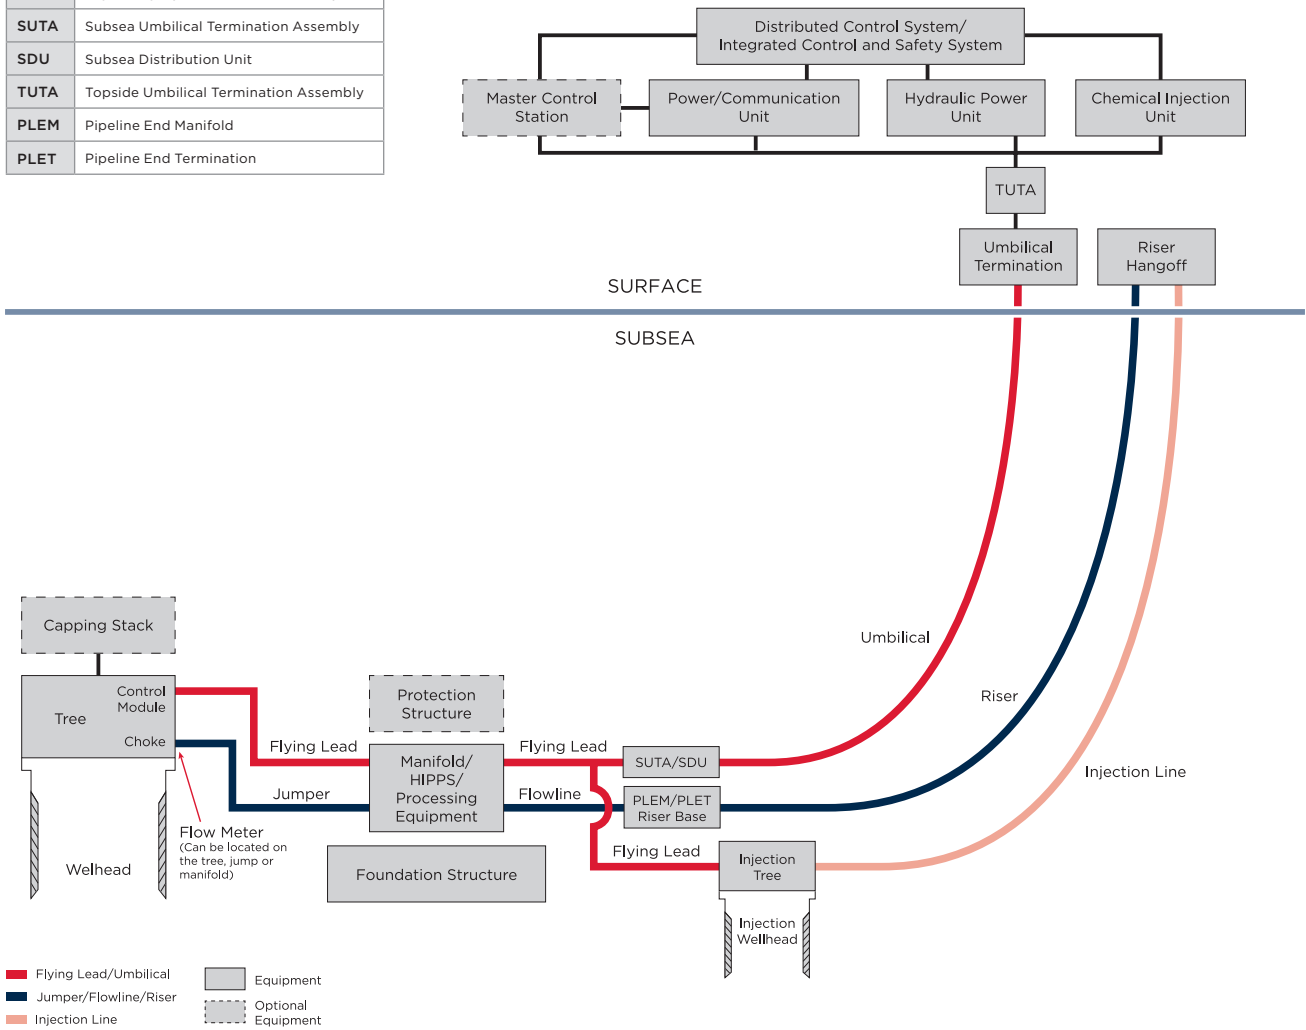 SUTA Subsea Umbilical Termination Assembly
SDU Subsea Distribution Unit
TUTA Topside Umbilical Termination Assembly
PLEM Pipeline End Manifold
PLET Pipeline End Termination
Distributed Control System/
Integrated Control and Safety System
Master Control
Station
Power/Communication
Unit
Hydraulic Power
Unit
Chemical Injection
Unit
TUTA
Umbilical
Termination
Riser
Hangoff
SURFACE
SUBSEA
Capping Stack
Tree
Control
Module
Choke
Protection
Structure
Flying Lead
Jumper
Manifold/
HIPPS/
Processing
Equipment
Flying Lead
Flowline
SUTA/SDU
PLEM/PLET
Riser Base
Umbilical
Riser
Injection Line
Flow Meter
(Can be located on
the tree, jump or
manifold)
Welhead
Foundation Structure
Flying Lead
Injection
Tree
Injection
Wellhead
Flying Lead/Umbilical
Jumper/Flowline/Riser
Injection Line
Equipment
Optional
Equipment